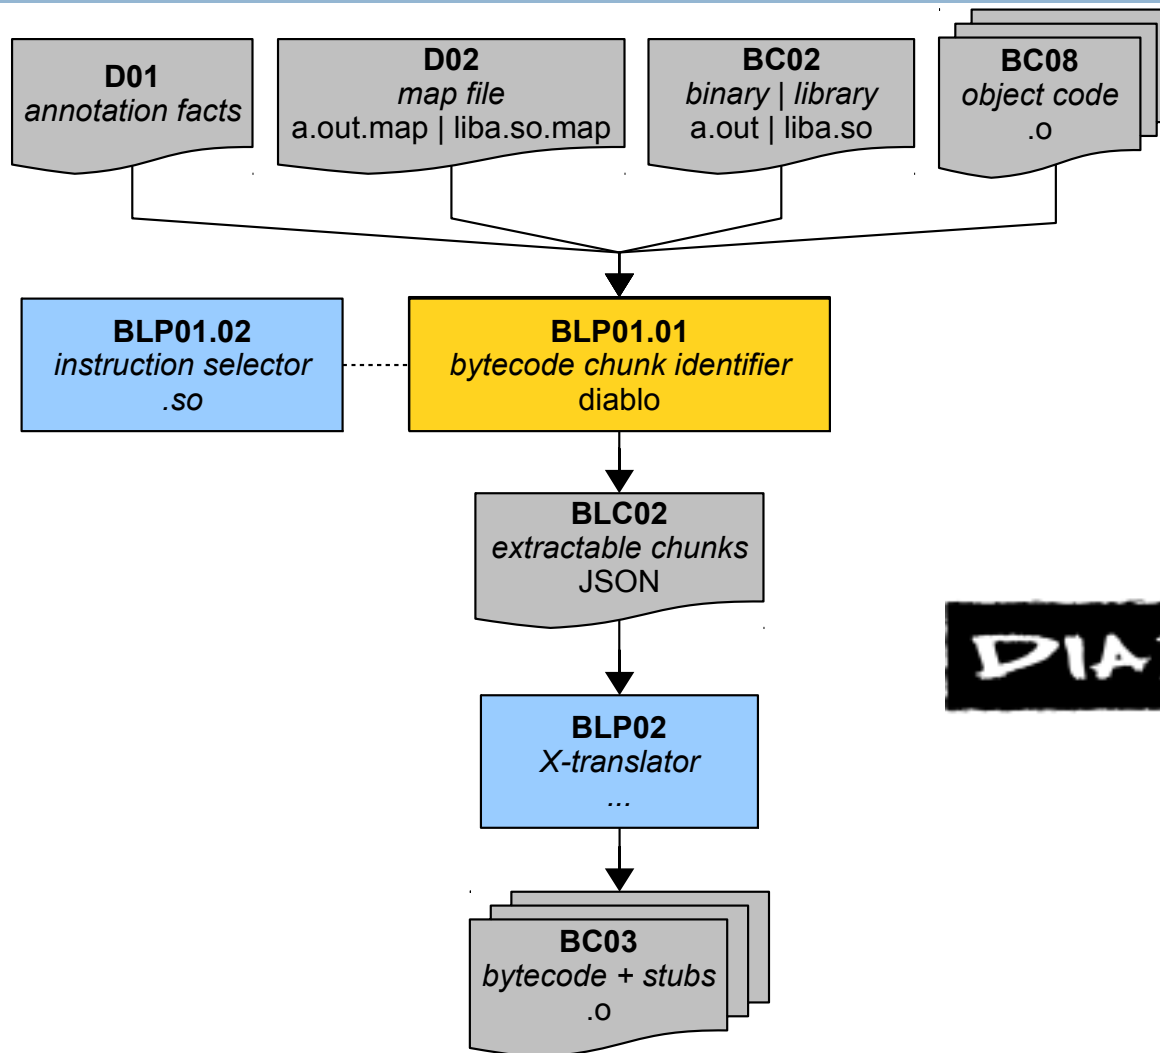 D01
annotation facts
D02
map file
a.out.map | liba.so.map
BC02
binary | library
a.out | liba.so
BC08
object code
.o
BLP01.02
instruction selector
.so
BLP01.01
bytecode chunk identifier
diablo
BLC02
extractable chunks
JSON
DIA
BLP02
X-translator
...
BC03
bytecode + stubs
.o